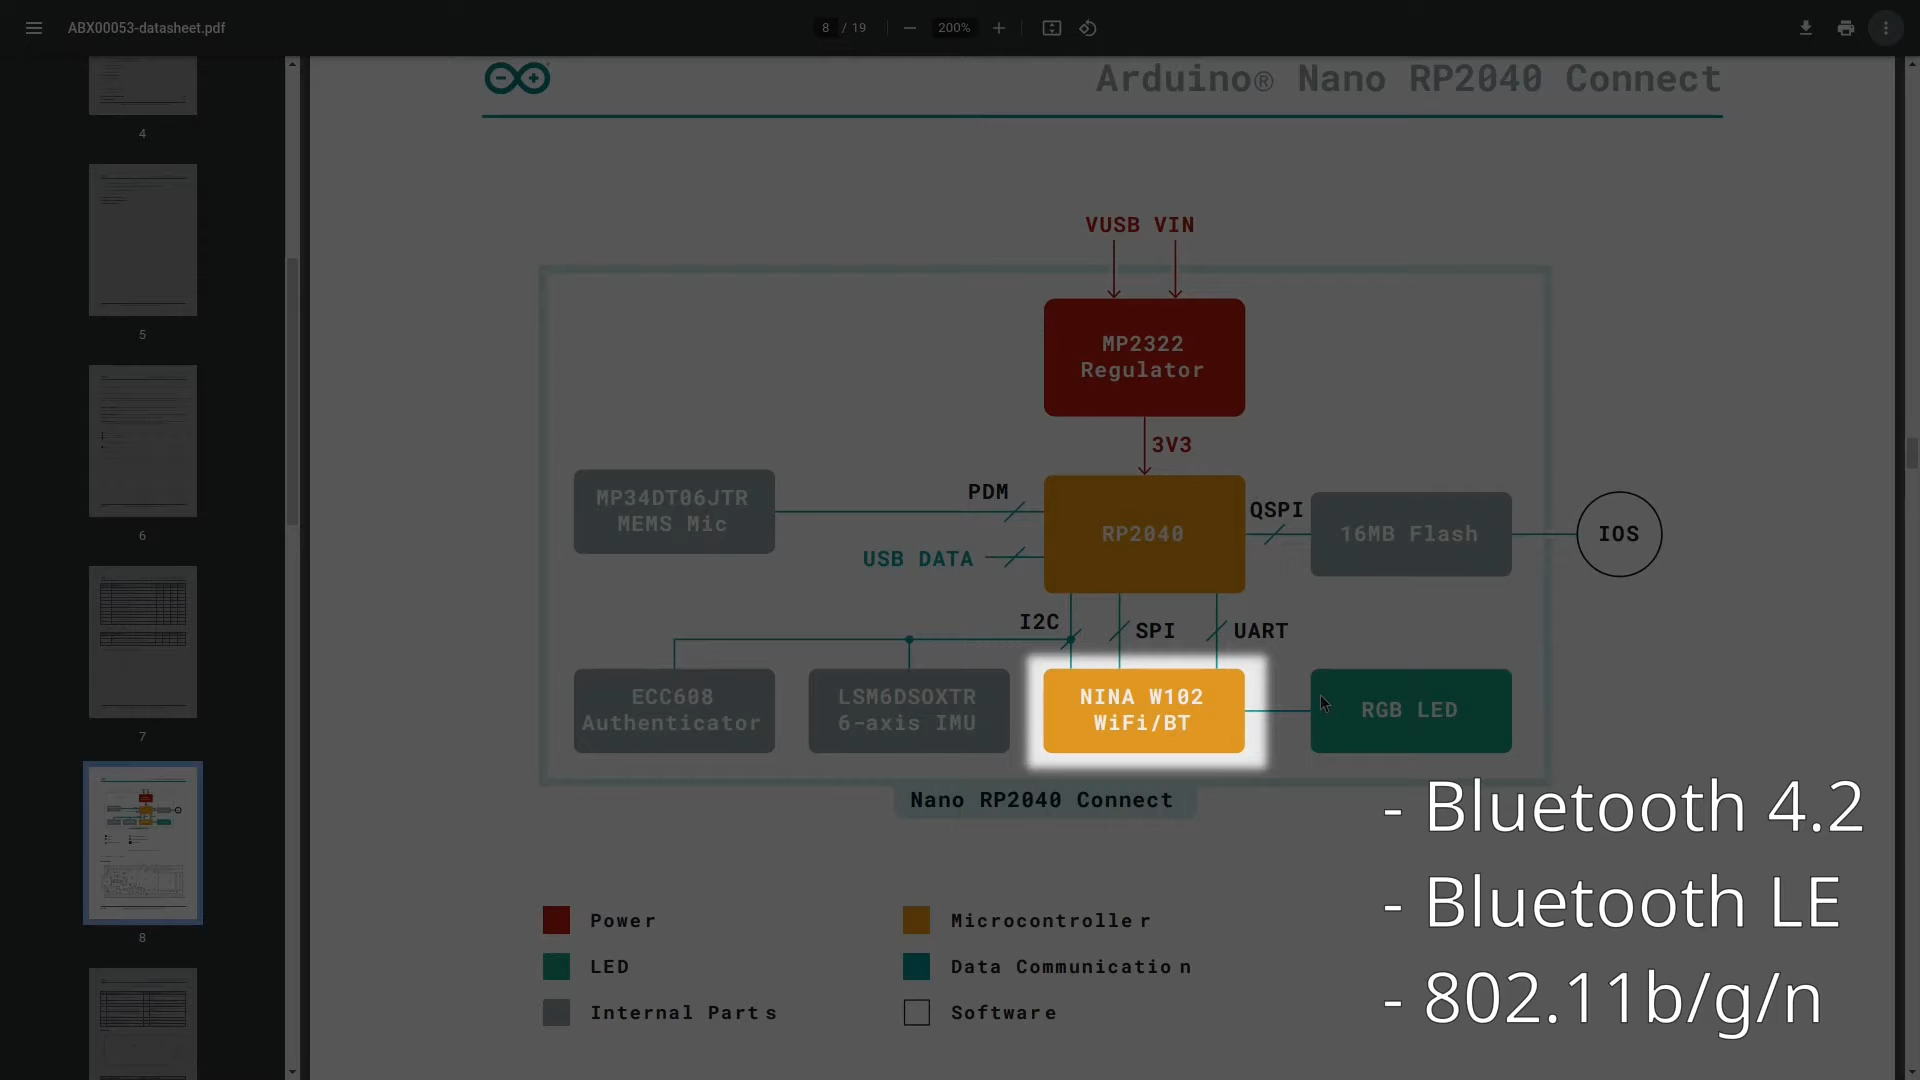 ABX00053-datasheet.pdf
8 / 19
200%
4
5
6
7
8
Arduino® Nano RP2040 Connect
VUSB VIN
MP2322
Regulator
3V3
MP34DT06JTR
MEMS Mic
PDM
USB DATA
RP2040
QSPI
16MB Flash
IOS
I2C
SPI
UART
ECC608
Authenticator
LSM6DSOXTR
6-axis IMU
NINA W102
WiFi/BT
RGB LED
Nano RP2040 Connect
Power
LED
Internal Parts
Microcontroller
Data Communication
Software
- Bluetooth 4.2
- Bluetooth LE
- 802.11b/g/n